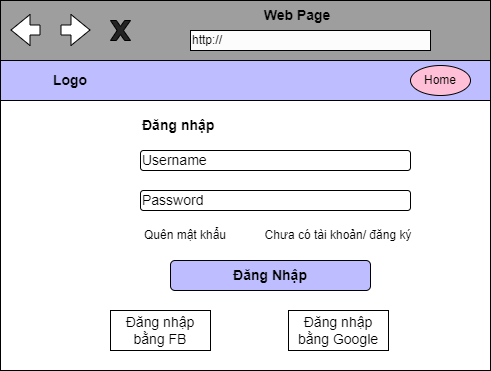 Web Page
X
http://
Logo
Home
Đăng nhập
Username
Password
Quên mật khẩu
Chưa có tài khoản/ đăng ký
Đăng Nhập
Đăng nhập
bằng FB
Đăng nhập
bằng Google